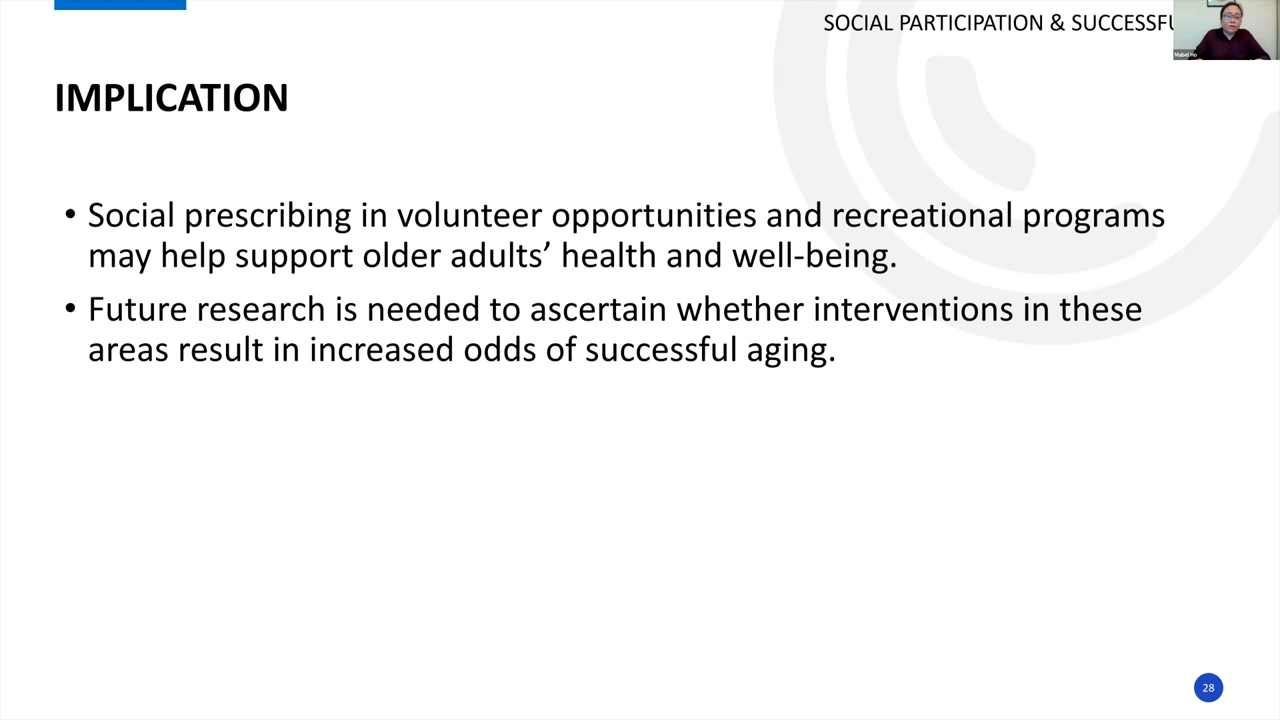 SOCIAL PARTICIPATION & SUCCESSFU
Mabel Ho
IMPLICATION
• Social prescribing in volunteer opportunities and recreational programs
may help support older adults’ health and well-being.
• Future research is needed to ascertain whether interventions in these
areas result in increased odds of successful aging.
28